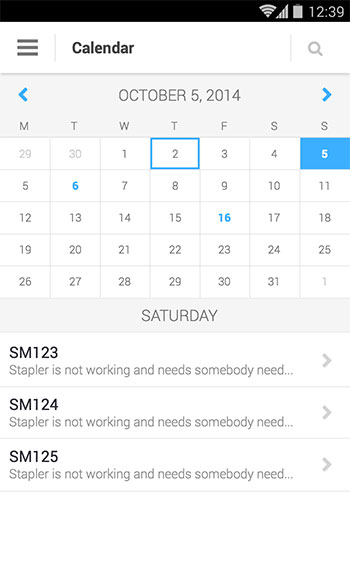 12:39
Calendar
OCTOBER 5, 2014
M T W T F S S
29 30 1 2 3 4 5
5 6 7 8 9 10 11
12 13 14 15 16 17 18
19 20 21 22 23 24 25
26 27 28 29 30 31 1
SATURDAY
SM123
Stapler is not working and needs somebody need...
SM124
Stapler is not working and needs somebody need...
SM125
Stapler is not working and needs somebody need...